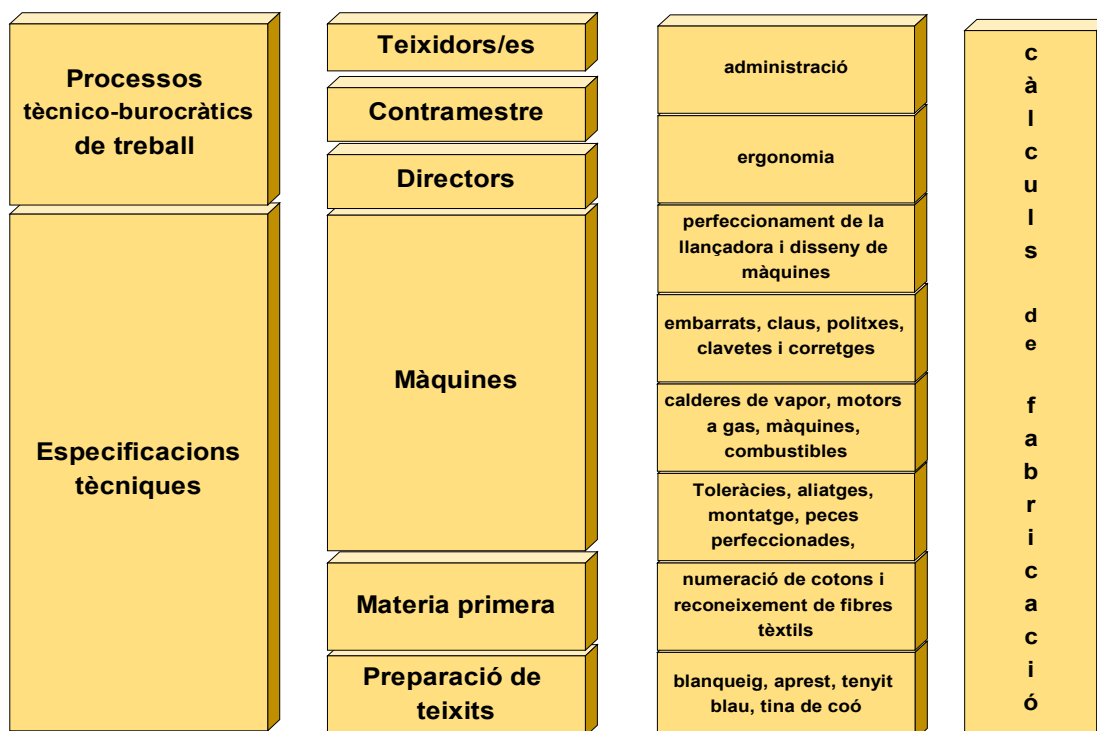 Processos
tècnico-burocràtics
de treball
Especificacions
tècniques
Teixidors/es
Contramestre
Directors
Màquines
Materia primera
Preparació de
teixits
administració
ergonomia
perfeccionament de la
llançadora i disseny de
màquines
embarrats, claus, politxes,
clavetes i corretges
calderes de vapor, motors
a gas, màquines,
combustibles
Toleràcies, aliatges,
montatge, peces
perfeccionades,
numeració de cotons i
reconeixement de fibres
tèxtils
blanqueig, aprest, tenyit
blau, tina de coó
càlculs de fabricació